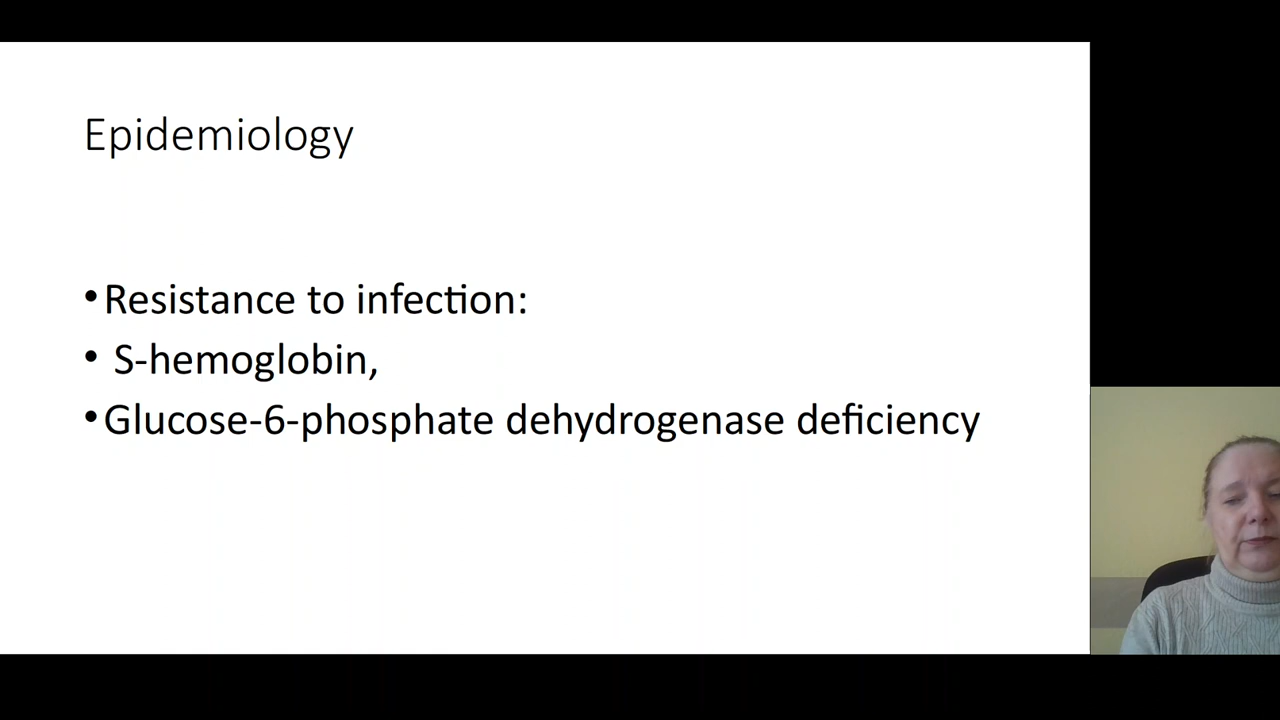 Epidemiology
•Resistance to infection:
• S-hemoglobin,
•Glucose-6-phosphate dehydrogenase deficiency